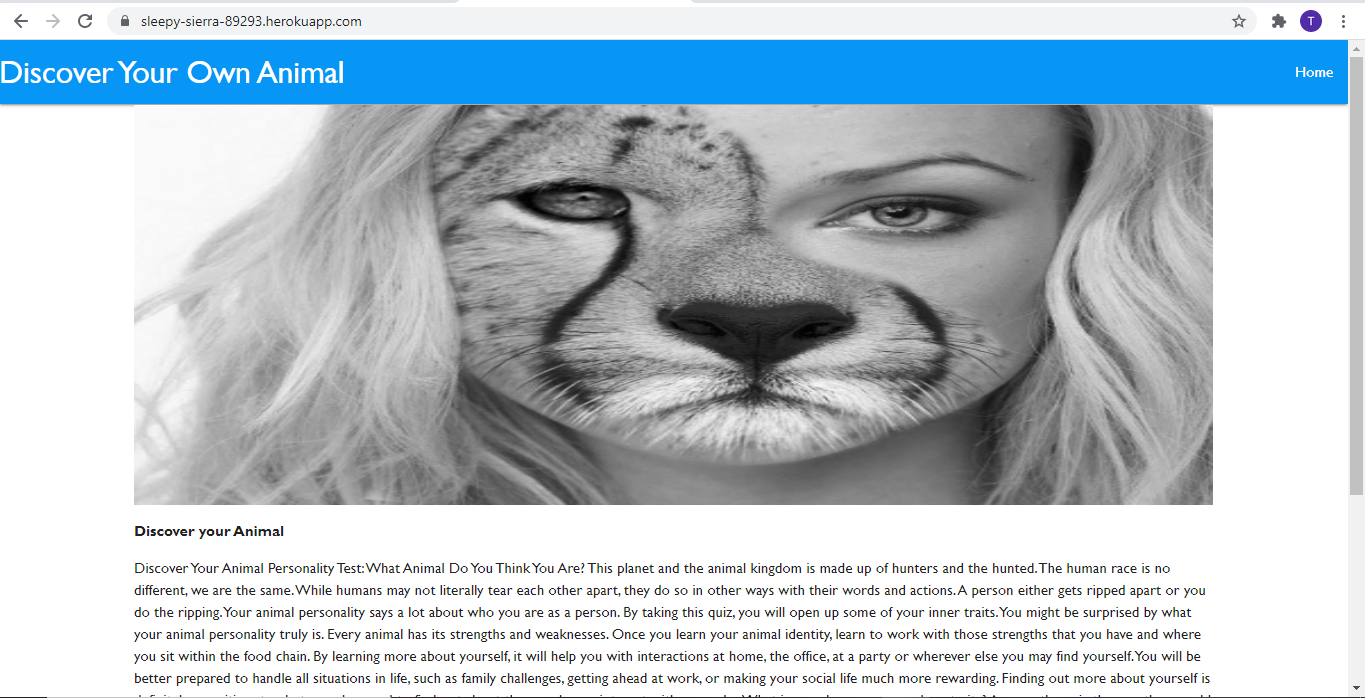 sleepy-sierra-89293.herokuapp.com
T
Discover Your Own Animal
Home
Discover your Animal
Discover Your Animal Personality Test: What Animal Do You Think You Are? This planet and the animal kingdom is made up of hunters and the hunted. The human race is no
different, we are the same. While humans may not literally tear each other apart, they do so in other ways with their words and actions. A person either gets ripped apart or you
do the ripping. Your animal personality says a lot about who you are as a person. By taking this quiz, you will open up some of your inner traits. You might be surprised by what
your animal personality truly is. Every animal has its strengths and weaknesses. Once you learn your animal identity, learn to work with those strengths that you have and where
you sit within the food chain. By learning more about yourself, it will help you with interactions at home, the office, at a party or wherever else you may find yourself. You will be
better prepared to handle all situations in life, such as family challenges, getting ahead at work, or making your social life much more rewarding. Finding out more about yourself is